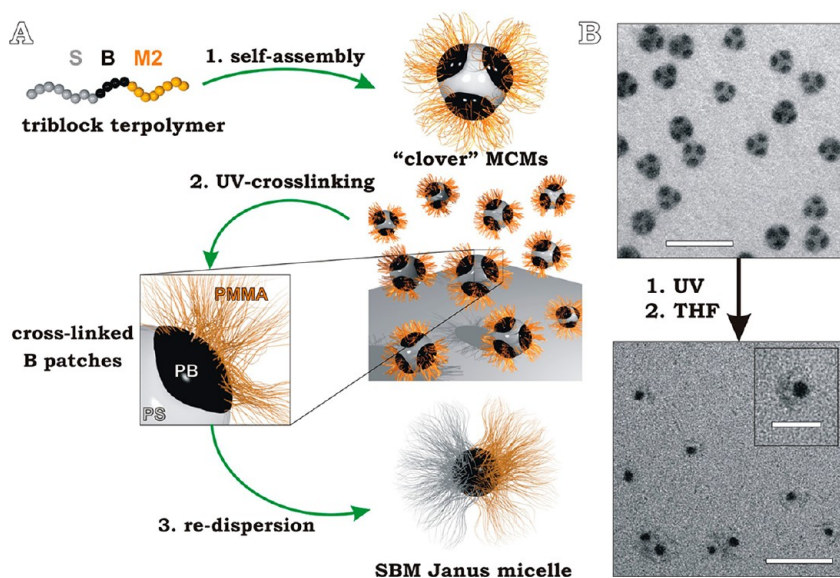 A
S B M2
triblock terpolymer
1. self-assembly
“clover” MCMs
2. UV-crosslinking
PMMA
PB
PS
cross-linked
B patches
3. re-dispersion
SBM Janus micelle
B
1. UV
2. THF